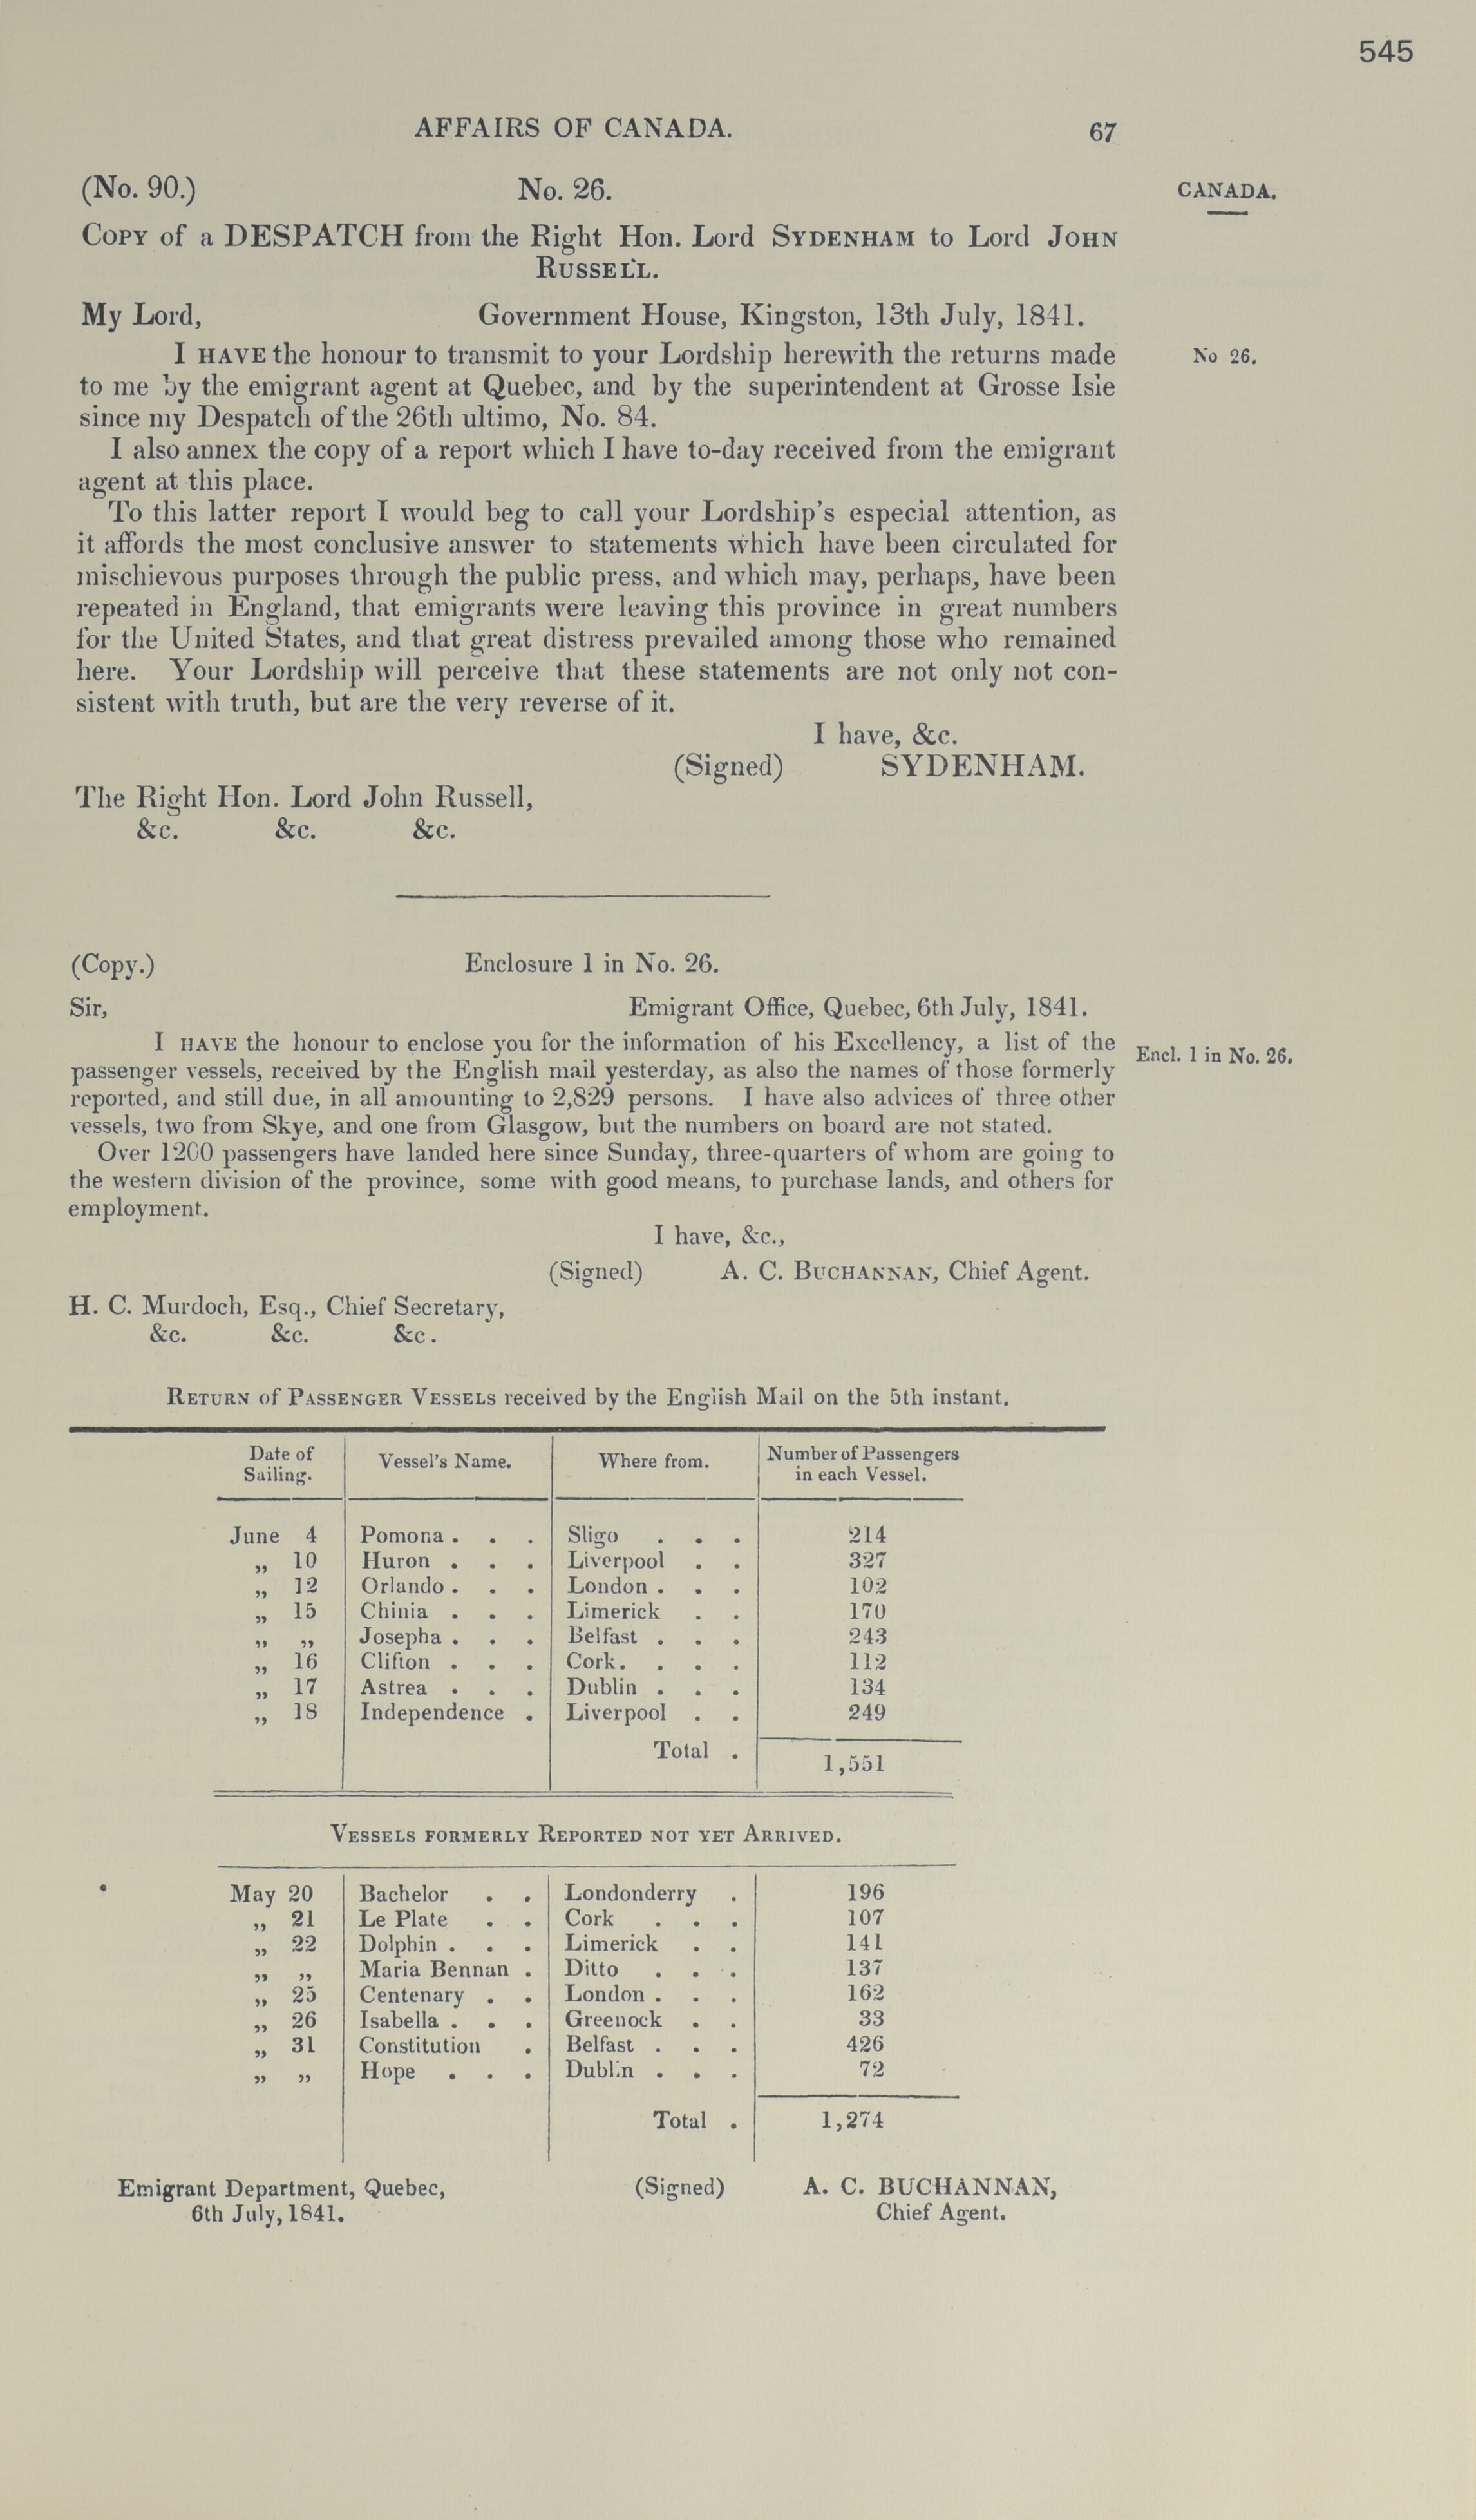 545
AFFAIRS OF CANADA. 67
(No. 90.) No. 26. CANADA.
COPY of a DESPATCH from the Right Hon. Lord SYDENHAM to Lord JOHN
RUSSELL.
My Lord, Government House, Kingston, 13th July, 1841.
I HAVE the honour to transmit to your Lordship herewith the returns made No 26.
to me by the emigrant agent at Quebec, and by the superintendent at Grosse Isle
since my Despatch of the 26th ultimo, No. 84.
I also annex the copy of a report which I have to-day received from the emigrant
agent at this place.
To this latter report I would beg to call your Lordship's especial attention, as
it affords the most conclusive answer to statements which have been circulated for
mischievous purposes through the public press, and which may, perhaps, have been
repeated in England, that emigrants were leaving this province in great numbers
for the United States, and that great distress prevailed among those who remained
here. Your Lordship will perceive that these statements are not only not con-
sistent with truth, but are the very reverse of it.
I have, &c.
(Signed) SYDENHAM.
The Right Hon. Lord John Russell,
&c. &c. &c.
(Copy.) Enclosure 1 in No. 26.
Sir, Emigrant Office, Quebec, 6th July, 1841.
I HAVE the honour to enclose you for the information of his Excellency, a list of the Encl. 1 in No. 26.
passenger vessels, received by the English mail yesterday, as also the names of those formerly
reported, and still due, in all amounting to 2,829 persons. I have also advices of three other
vessels, two from Skye, and one from Glasgow, but the numbers on board are not stated.
Over 1200 passengers have landed here since Sunday, three-quarters of whom are going to
the western division of the province, some with good means, to purchase lands, and others for
employment.
I have, &c.,
(Signed) A. C. BUCHANNAN, Chief Agent.
H. C. Murdoch, Esq., Chief Secretary,
&c. &c. &c.
RETURN of PASSENGER VESSELS received by the English Mail on the 5th instant.
Date of Sailing. Vessel's Name. Where from. Number of Passengers in each Vessel.
June 4 Pomona . . . Sligo . . . 214
„ 10 Huron . . . Liverpool . . 327
„ 12 Orlando . . . London . . . 102
„ 15 Chinia . . . Limerick . . 170
„ „ Josepha . . . Belfast . . . 243
„ 16 Clifton . . . Cork . . . . 112
„ 17 Astrea . . . Dublin . . . 134
„ 18 Independence . Liverpool . . 249
Total . 1,551
VESSELS FORMERLY REPORTED NOT YET ARRIVED.
May 20 Bachelor . . Londonderry . 196
„ 21 Le Plate . . Cork . . . 107
„ 22 Dolphin . . . Limerick . . 141
„ „ Maria Bennan . Ditto . . . 137
„ 25 Centenary . . London . . . 162
„ 26 Isabella . . . Greenock . . 33
„ 31 Constitution . Belfast . . . 426
„ „ Hope . . . Dublin . . . 72
Total . 1,274
Emigrant Department, Quebec, (Signed) A. C. BUCHANNAN,
6th July, 1841. Chief Agent.